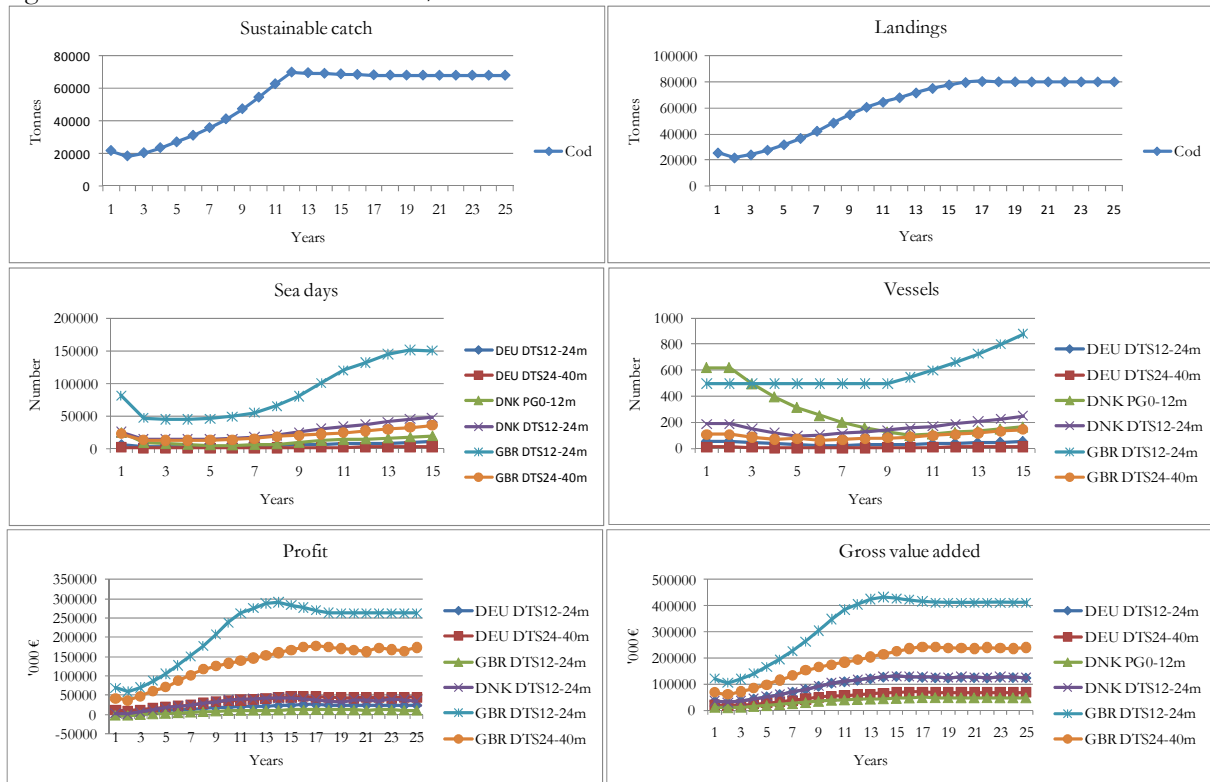 Sustainable catch
Tonnes
80000
60000
40000
20000
0
1 3 5 7 9 11 13 15 17 19 21 23 25
Years
Cod
Landings
Tonnes
100000
80000
60000
40000
20000
0
1 3 5 7 9 11 13 15 17 19 21 23 25
Years
Cod
Sea days
Number
200000
150000
100000
50000
0
1 3 5 7 9 11 13 15
Years
DEU DTS12-24m
DEU DTS24-40m
DNK PG0-12m
DNK DTS12-24m
GBR DTS12-24m
GBR DTS24-40m
Vessels
Number
1000
800
600
400
200
0
1 3 5 7 9 11 13 15
Years
DEU DTS12-24m
DEU DTS24-40m
DNK PG0-12m
DNK DTS12-24m
GBR DTS12-24m
GBR DTS24-40m
Profit
'000 €
350000
300000
250000
200000
150000
100000
50000
0
-50000
1 3 5 7 9 11 13 15 17 19 21 23 25
Years
DEU DTS12-24m
DEU DTS24-40m
GBR DTS12-24m
DNK DTS12-24m
GBR DTS12-24m
GBR DTS24-40m
Gross value added
'000 €
500000
400000
300000
200000
100000
0
1 3 5 7 9 11 13 15 17 19 21 23 25
Years
DEU DTS12-24m
DEU DTS24-40m
DNK PG0-12m
DNK DTS12-24m
GBR DTS12-24m
GBR DTS24-40m